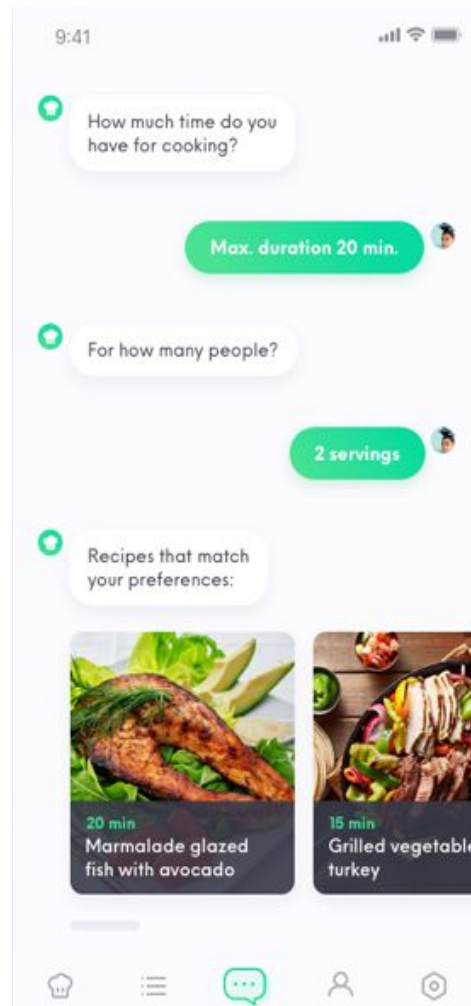 9:41
How much time do you
have for cooking?
Max. duration 20 min.
For how many people?
2 servings
Recipes that match
your preferences:
20 min
Marmalade glazed
fish with avocado
15 min
Grilled vegetable
turkey